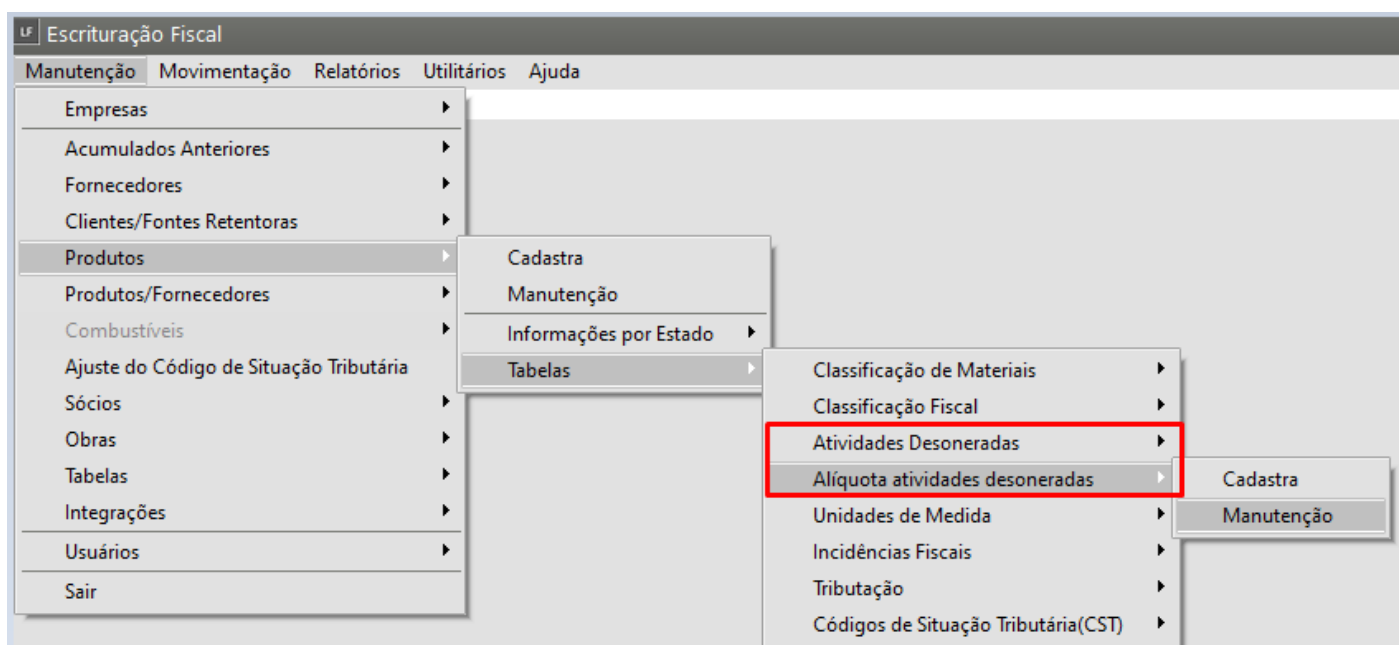 LF Escrituração Fiscal
Manutenção Movimentação Relatórios Utilitários Ajuda
Empresas
Acumulados Anteriores
Fornecedores
Clientes/Fontes Retentoras
Produtos
Produtos/Fornecedores
Combustíveis
Ajuste do Código de Situação Tributária
Sócios
Obras
Tabelas
Integrações
Usuários
Sair
Cadastra
Manutenção
Informações por Estado
Tabelas
Classificação de Materiais
Classificação Fiscal
Atividades Desoneradas
Alíquota atividades desoneradas
Unidades de Medida
Incidências Fiscais
Tributação
Códigos de Situação Tributária(CST)
Cadastra
Manutenção